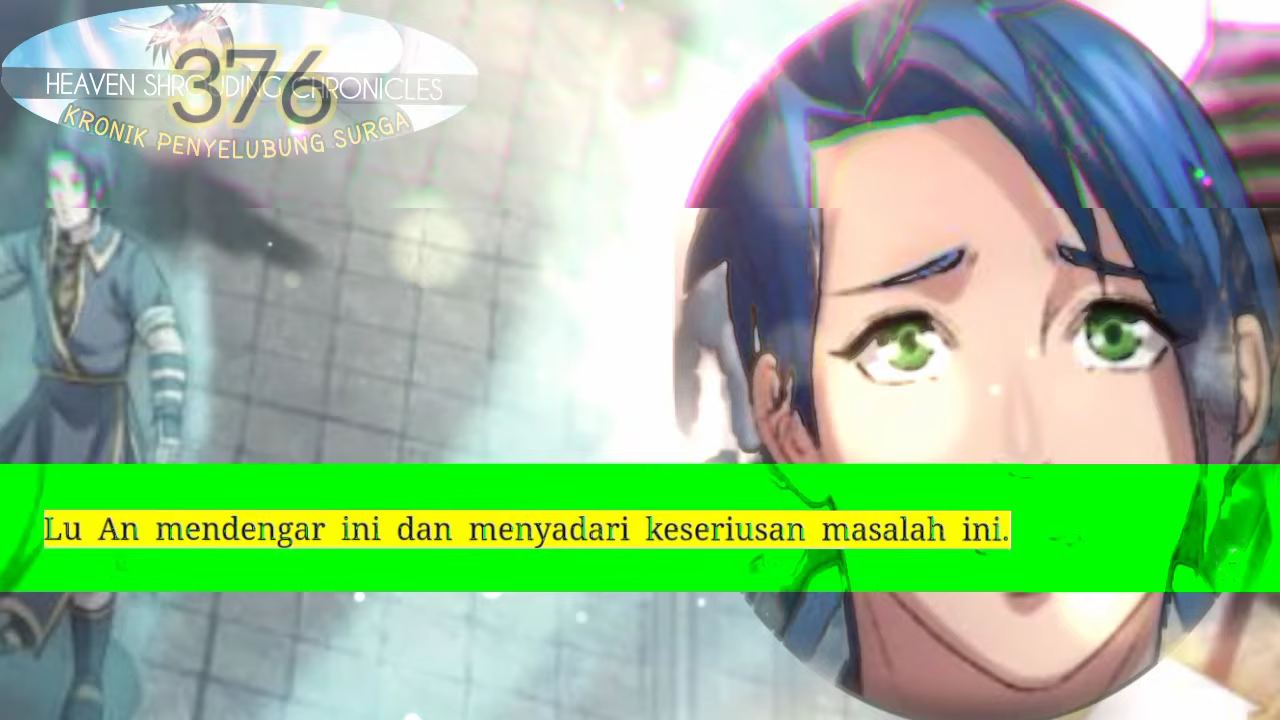 376
HEAVEN SHROUDING CHRONICLES
KRONIK PENYELUBUNG SURGA
Lu An mendengar ini dan menyadari keseriusan masalah ini.